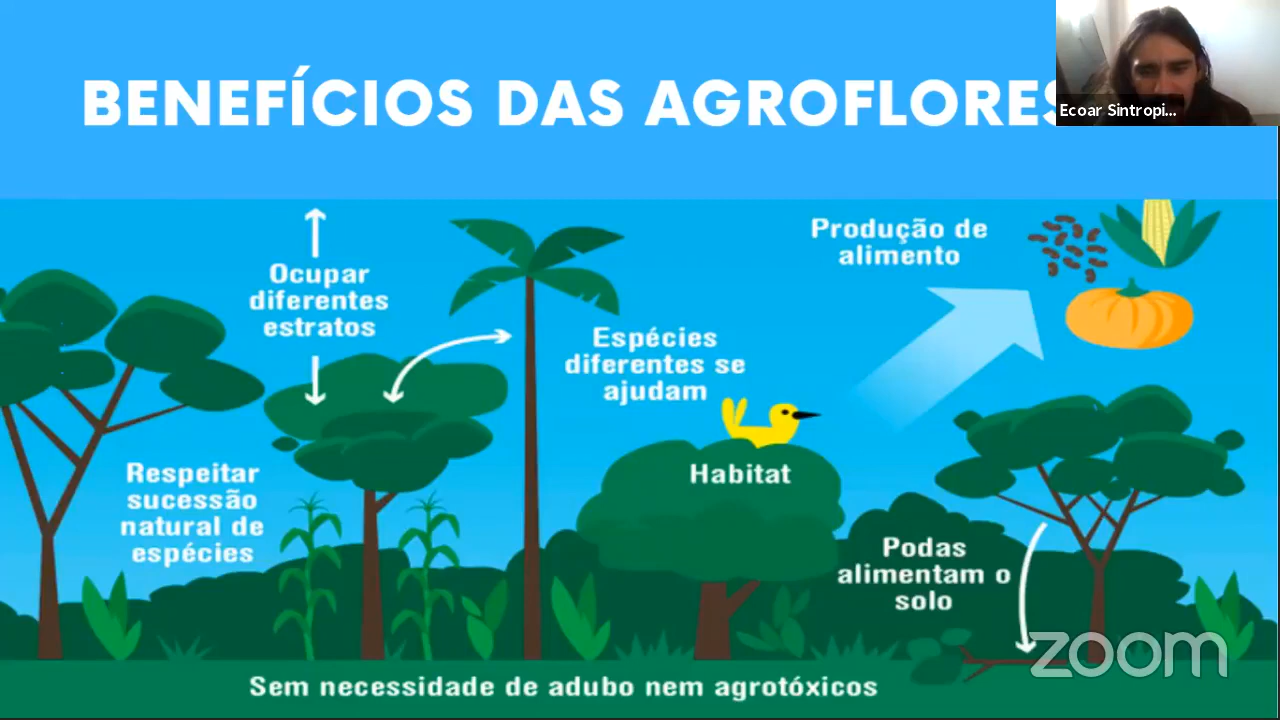 BENEFÍCIOS DAS AGROFLORES
Ecoar Sintropi...
Ocupar
diferentes
estratos
Produção de
alimento
Espécies
diferentes se
ajudam
Respeitar
sucessão
natural de
espécies
Habitat
Podas
alimentam o
solo
zoom
Sem necessidade de adubo nem agrotóxicos